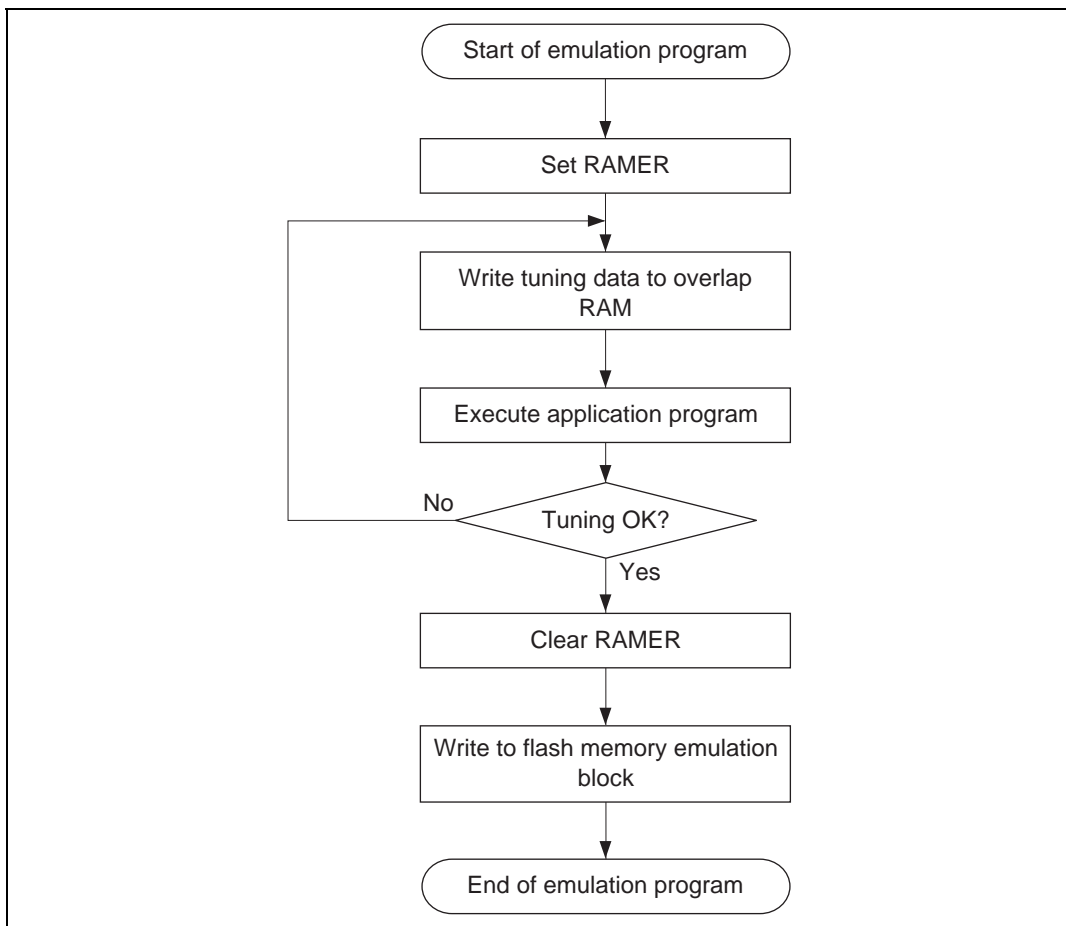 Start of emulation program
Set RAMER
Write tuning data to overlap
RAM
Execute application program
No
Tuning OK?
Yes
Clear RAMER
Write to flash memory emulation
block
End of emulation program